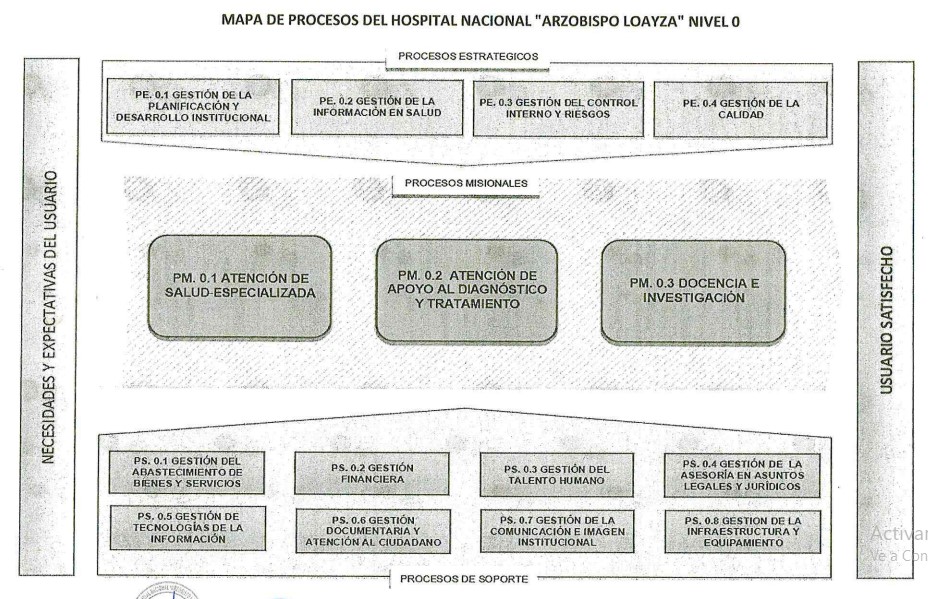 MAPA DE PROCESOS DEL HOSPITAL NACIONAL "ARZOBISPO LOAYZA" NIVEL 0
PROCESOS ESTRATEGICOS
PE. 0.1 GESTIÓN DE LA
PLANIFICACIÓN Y
DESARROLLO INSTITUCIONAL
PE. 0.2 GESTIÓN DE LA
INFORMACIÓN EN SALUD
PE. 0.3 GESTIÓN DEL CONTROL
INTERNO Y RIESGOS
PE. 0.4 GESTIÓN DE LA
CALIDAD
NECESIDADES Y EXPECTATIVAS DEL USUARIO
PROCESOS MISIONALES
PM. 0.1 ATENCIÓN DE
SALUD-ESPECIALIZADA
PM. 0.2 ATENCIÓN DE
APOYO AL DIAGNÓSTICO
Y TRATAMIENTO
PM. 0.3 DOCENCIA E
INVESTIGACIÓN
USUARIO SATISFECHO
PS. 0.1 GESTIÓN DEL
ABASTECIMIENTO DE
BIENES Y SERVICIOS
PS. 0.2 GESTIÓN
FINANCIERA
PS. 0.3 GESTIÓN DEL
TALENTO HUMANO
PS. 0.4 GESTIÓN DE LA
ASESORÍA EN ASUNTOS
LEGALES Y JURÍDICOS
PS. 0.5 GESTIÓN DE
TECNOLOGÍAS DE LA
INFORMACIÓN
PS. 0.6 GESTIÓN
DOCUMENTARIA Y
ATENCIÓN AL CIUDADANO
PS. 0.7 GESTIÓN DE LA
COMUNICACIÓN E IMAGEN
INSTITUCIONAL
PS. 0.8 GESTION DE LA
INFRAESTRUCTURA Y
EQUIPAMIENTO
PROCESOS DE SOPORTE
Activar
Ve a Con